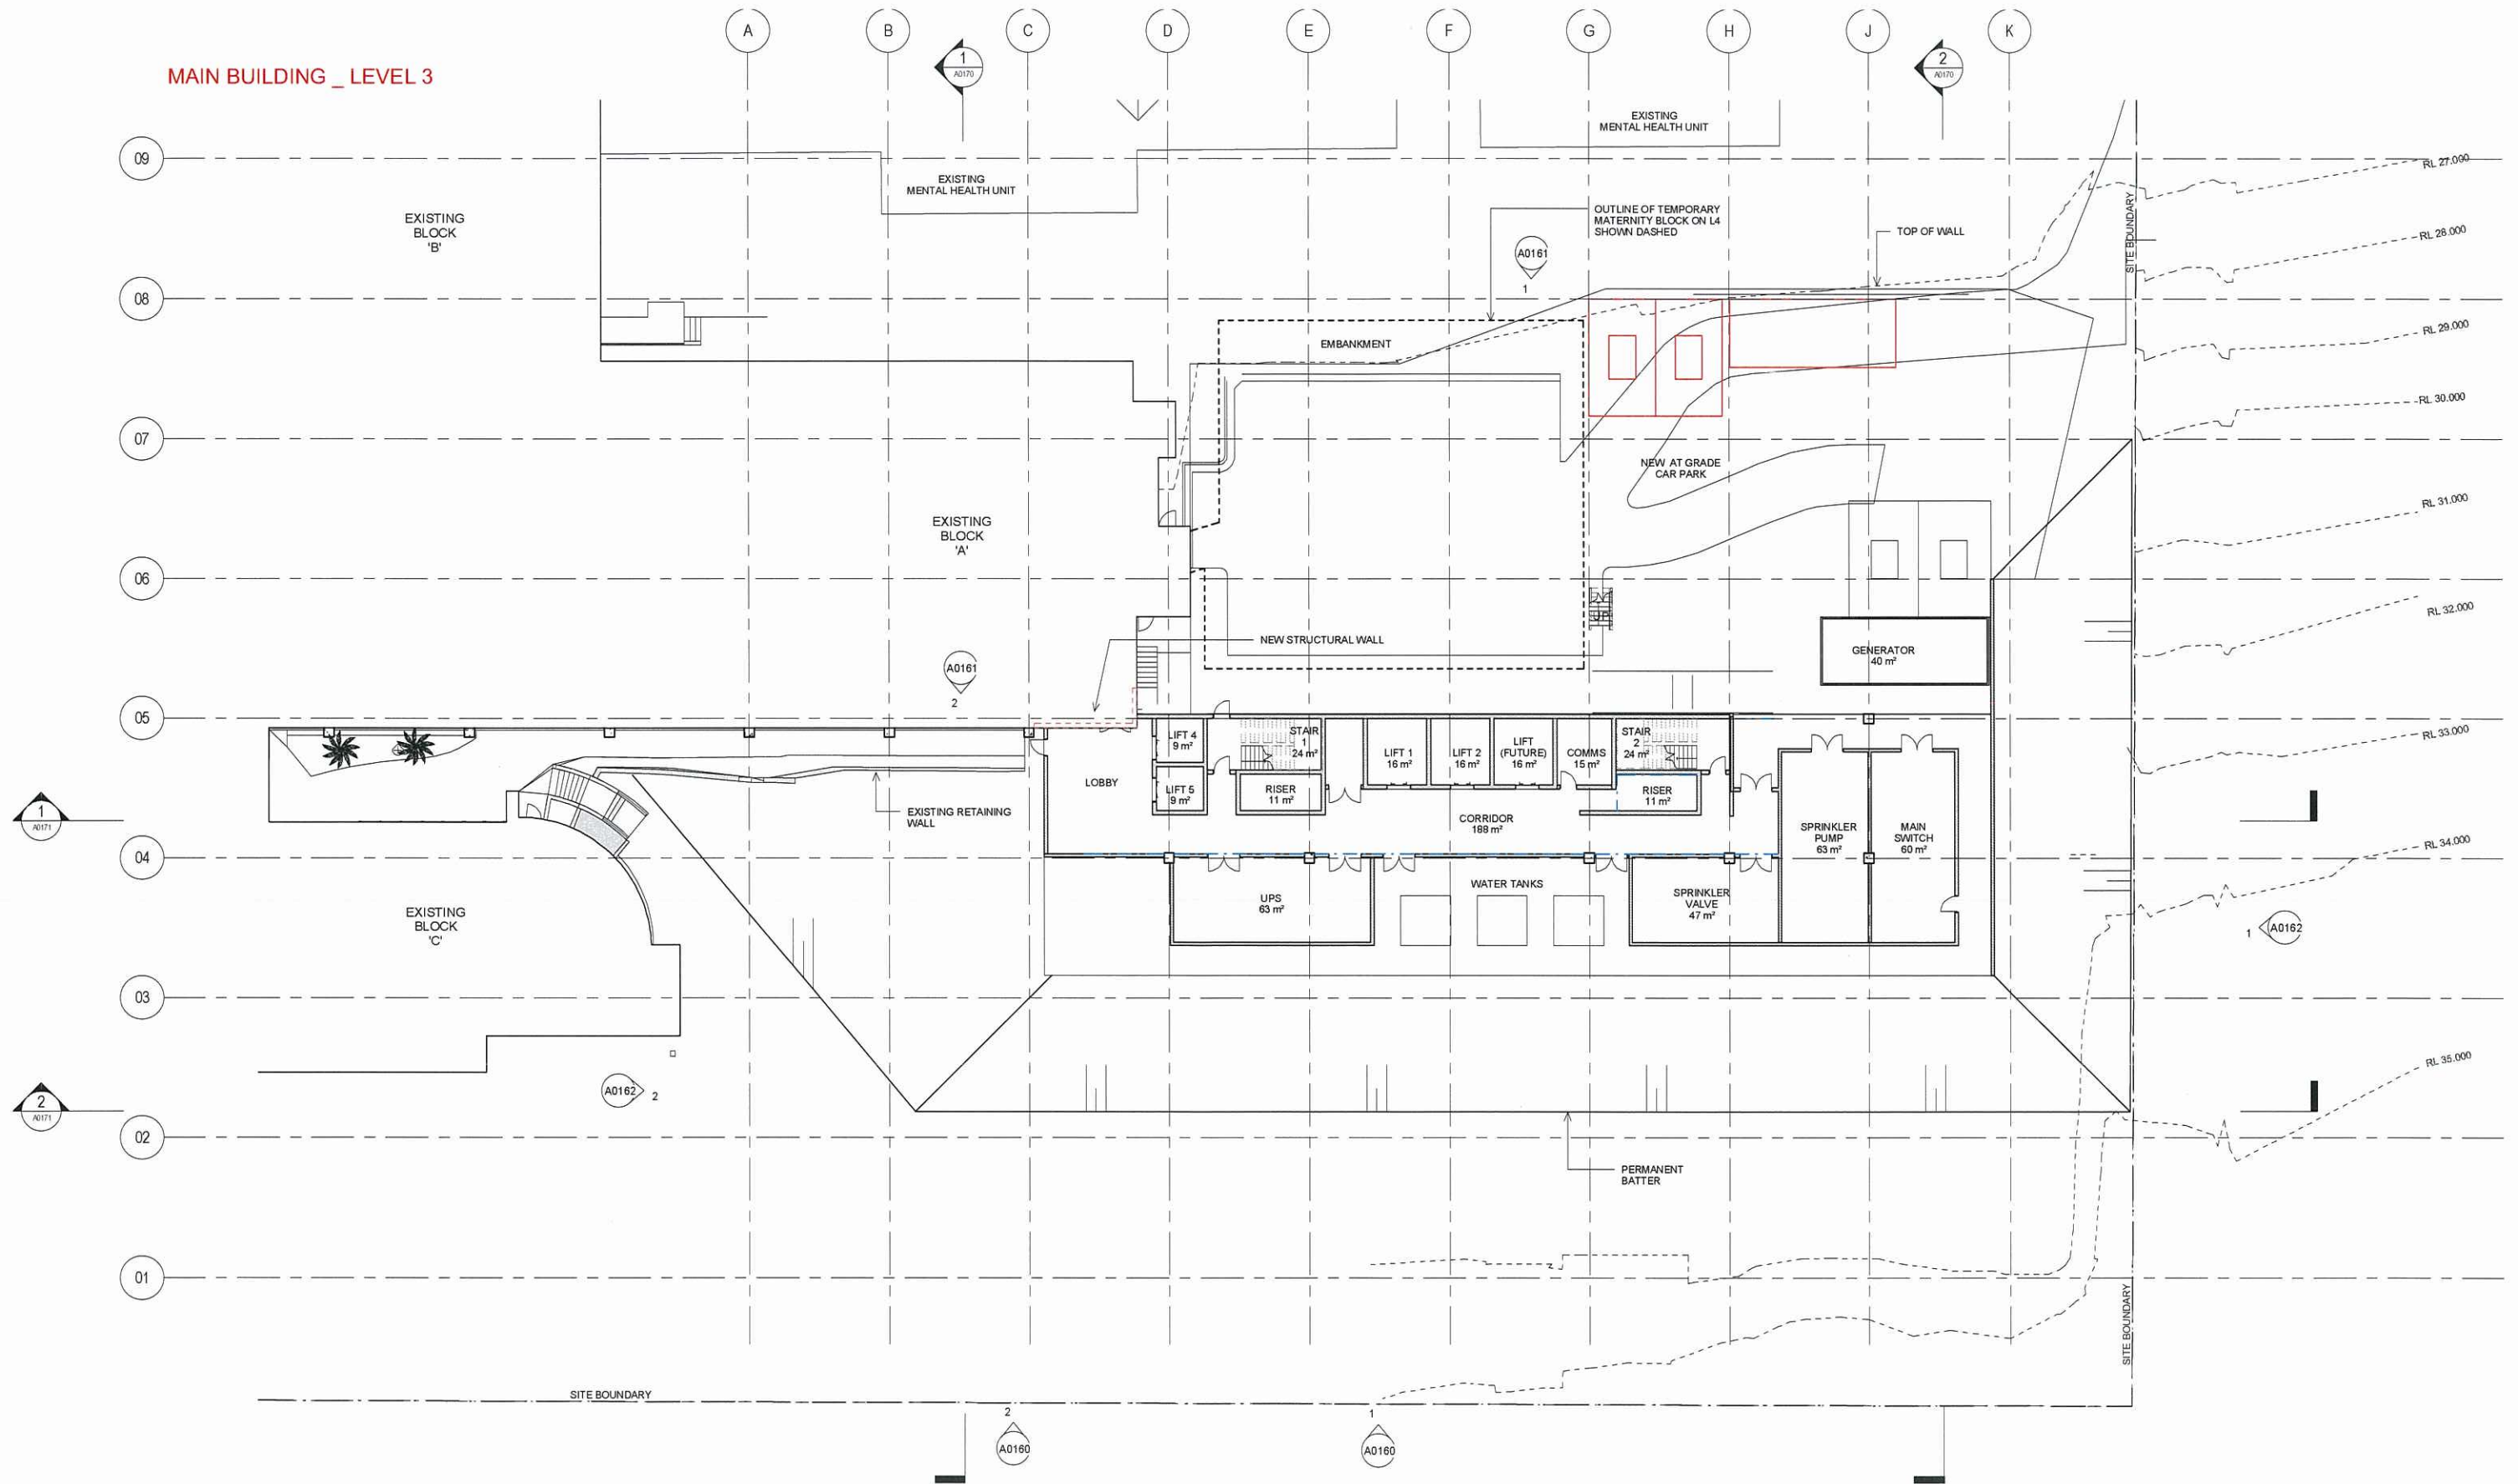 A
B
C
D
E
F
G
H
J
K
1
A0170
2
A0170
MAIN BUILDING _ LEVEL 3
EXISTING
MENTAL HEALTH UNIT
09
RL 27.000
EXISTING
MENTAL HEALTH UNIT
EXISTING
BLOCK
'B'
OUTLINE OF TEMPORARY
MATERNITY BLOCK ON L4
SHOWN DASHED
TOP OF WALL
SITE BOUNDARY
RL 28.000
A0161
1
08
RL 29.000
EMBANKMENT
RL 30.000
07
NEW AT GRADE
CAR PARK
RL 31.000
EXISTING
BLOCK
'A'
06
RL 32.000
UP
NEW STRUCTURAL WALL
GENERATOR
40 m²
A0161
2
05
RL 33.000
LIFT 4
9 m²
STAIR
1
24 m²
LIFT 1
16 m²
LIFT 2
16 m²
LIFT
(FUTURE)
16 m²
COMMS
15 m²
STAIR
2
24 m²
LOBBY
LIFT 5
9 m²
RISER
11 m²
RISER
11 m²
1
A0171
EXISTING RETAINING
WALL
CORRIDOR
188 m²
SPRINKLER
PUMP
63 m²
MAIN
SWITCH
60 m²
RL 34.000
04
WATER TANKS
UPS
63 m²
SPRINKLER
VALVE
47 m²
EXISTING
BLOCK
'C'
1
A0162
03
RL 35.000
A0162
2
2
A0171
02
PERMANENT
BATTER
01
SITE BOUNDARY
SITE BOUNDARY
2
A0160
1
A0160